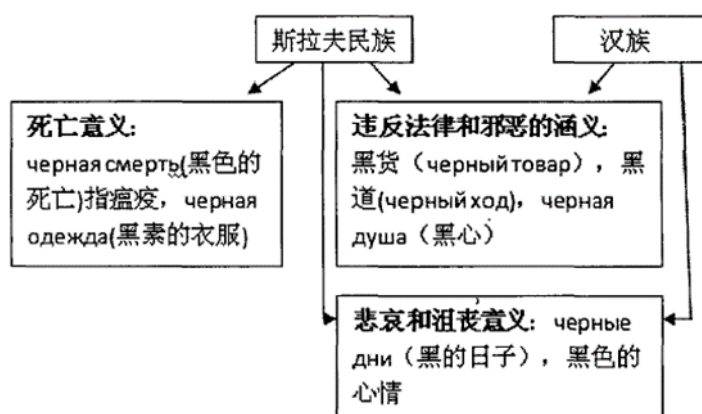 斯拉夫民族
汉族
死亡意义：
черная смерть(黑色的
死亡)指瘟疫，черная
одежда(黑素的衣服)
违反法律和邪恶的涵义：
黑货（черный товар），黑
道(черный ход)，черная
душа（黑心）
悲哀和沮丧意义：черные
дни（黑的日子），黑色的
心情